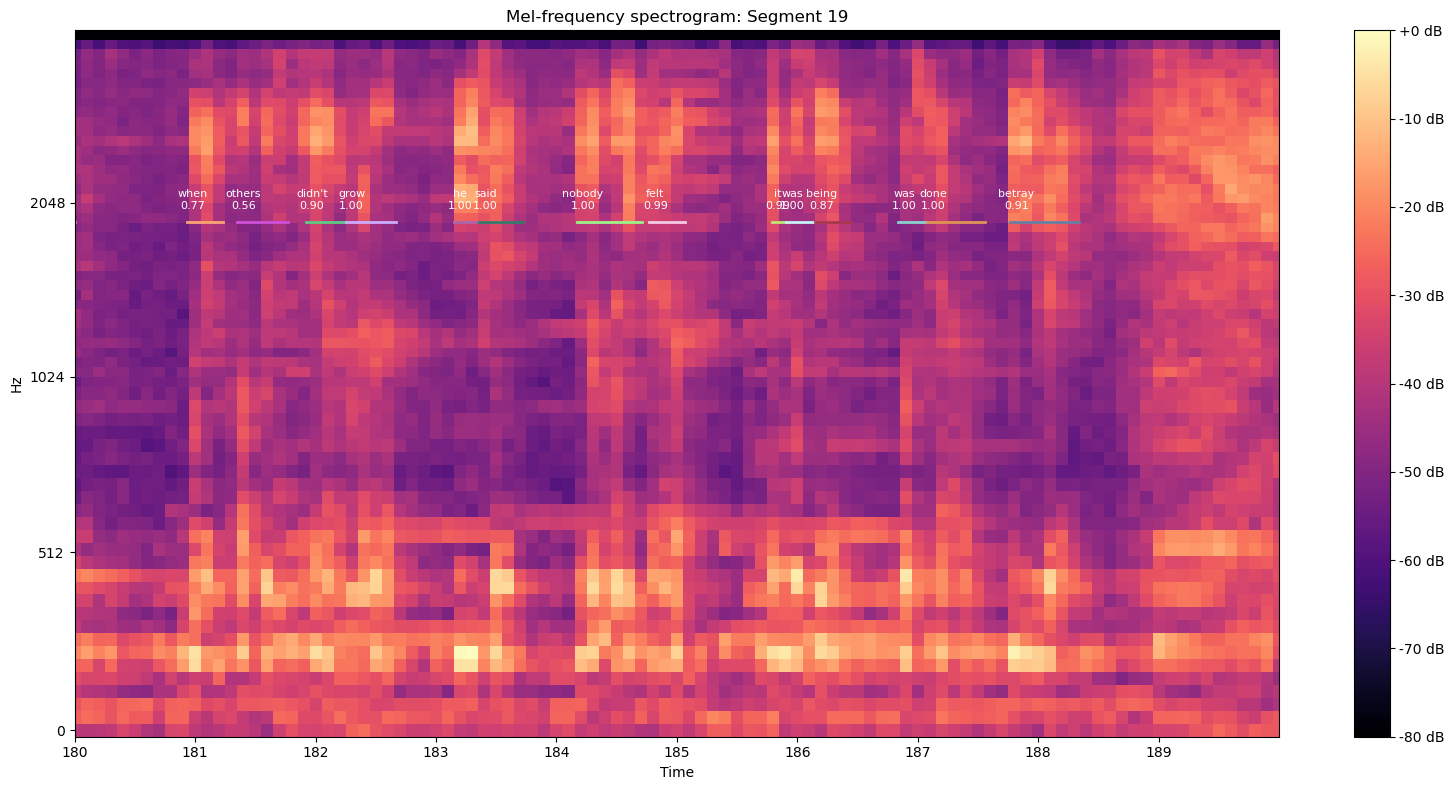 Mel-frequency spectrogram: Segment 19
+0 dB
-10 dB
-20 dB
-30 dB
-40 dB
-50 dB
-60 dB
-70 dB
-80 dB
Hz
2048
1024
512
0
when others didn't grow he said nobody felt it was being was done betray
0.77 0.56 0.90 1.00 1.00 1.00 1.00 0.99 0.87 1.00 1.00 0.91
180 181 182 183 184 185 186 187 188 189
Time